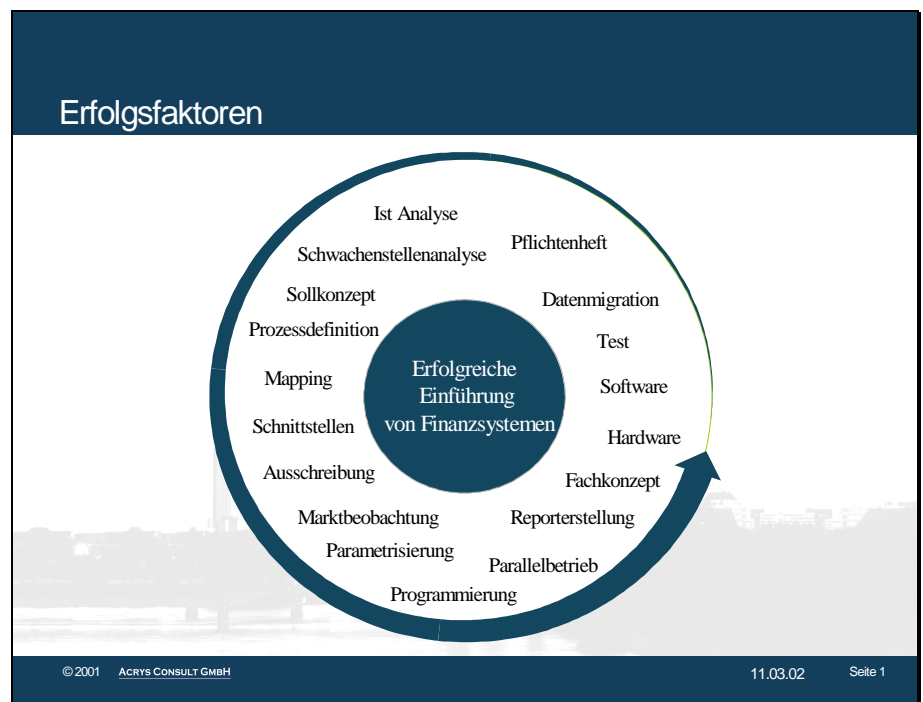 Erfolgsfaktoren
Ist Analyse
Schwachenstellenanalyse
Sollkonzept
Prozessdefinition
Mapping
Schnittstellen
Ausschreibung
Marktbeobachtung
Parametrisierung
Programmierung
Pflichtenheft
Datenmigration
Test
Software
Hardware
Fachkonzept
Reporterstellung
Parallelbetrieb
Erfolgreiche
Einführung
von Finanzsystemen
© 2001 ACRYS CONSULT GMBH 11.03.02 Seite 1